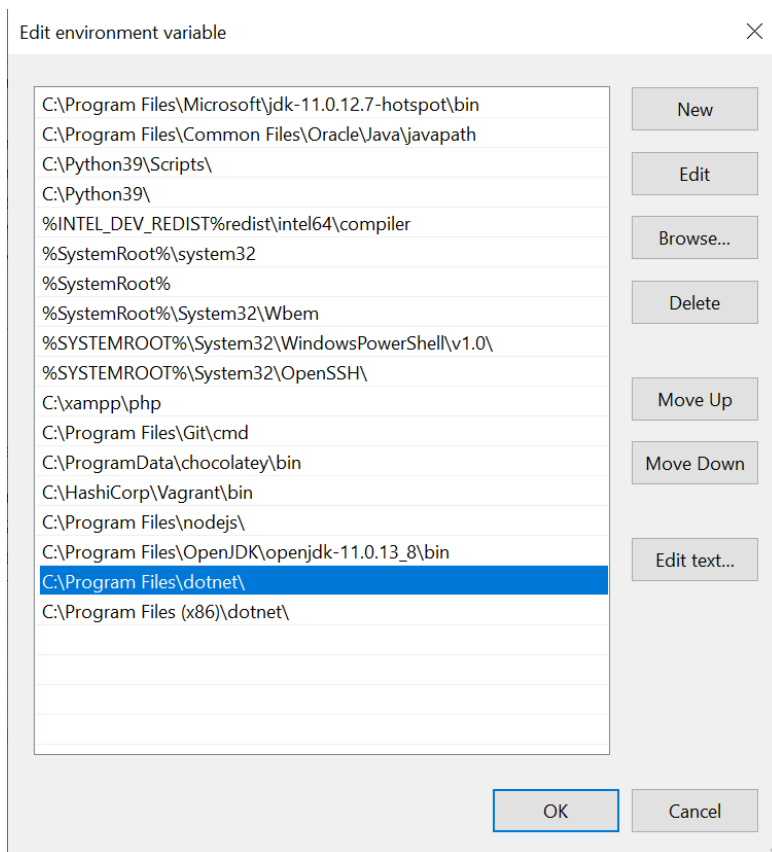 Edit environment variable
C:\Program Files\Microsoft\jdk-11.0.12.7-hotspot\bin
C:\Program Files\Common Files\Oracle\Java\javapath
C:\Python39\Scripts\
C:\Python39\
%INTEL_DEV_REDIST%redist\intel64\compiler
%SystemRoot%\system32
%SystemRoot%
%SystemRoot%\System32\Wbem
%SYSTEMROOT%\System32\WindowsPowerShell\v1.0\
%SYSTEMROOT%\System32\OpenSSH\
C:\xampp\php
C:\Program Files\Git\cmd
C:\ProgramData\chocolatey\bin
C:\HashiCorp\Vagrant\bin
C:\Program Files\nodejs\
C:\Program Files\OpenJDK\openjdk-11.0.13_8\bin
C:\Program Files\dotnet\
C:\Program Files (x86)\dotnet\
New
Edit
Browse...
Delete
Move Up
Move Down
Edit text...
OK
Cancel